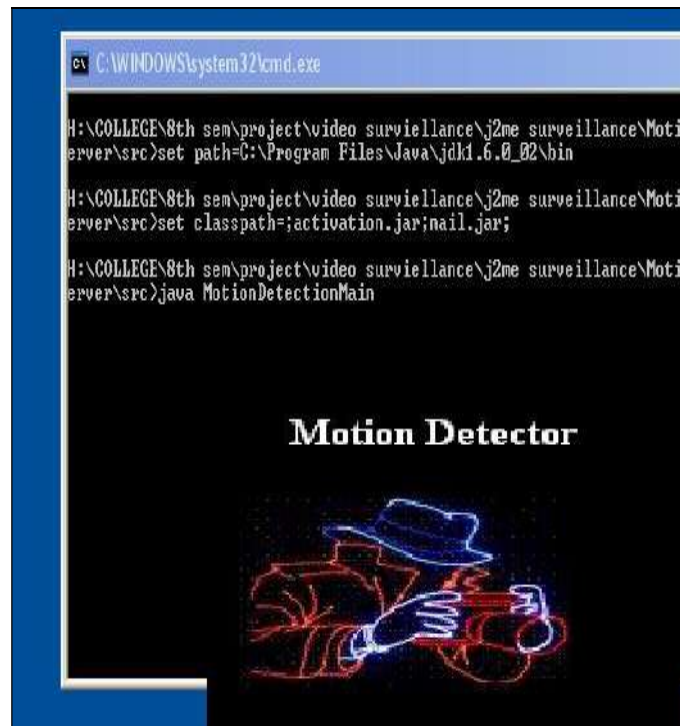 C:\WINDOWS\system32\cmd.exe
H:\COLLEGE\8th sem\project\video surviellance\j2me surveillance\Moti
erver\src>set path=C:\Program Files\Java\jdk1.6.0_02\bin
H:\COLLEGE\8th sem\project\video surviellance\j2me surveillance\Moti
erver\src>set classpath=;activation.jar;mail.jar;
H:\COLLEGE\8th sem\project\video surviellance\j2me surveillance\Moti
erver\src>java MotionDetectionMain
Motion Detector